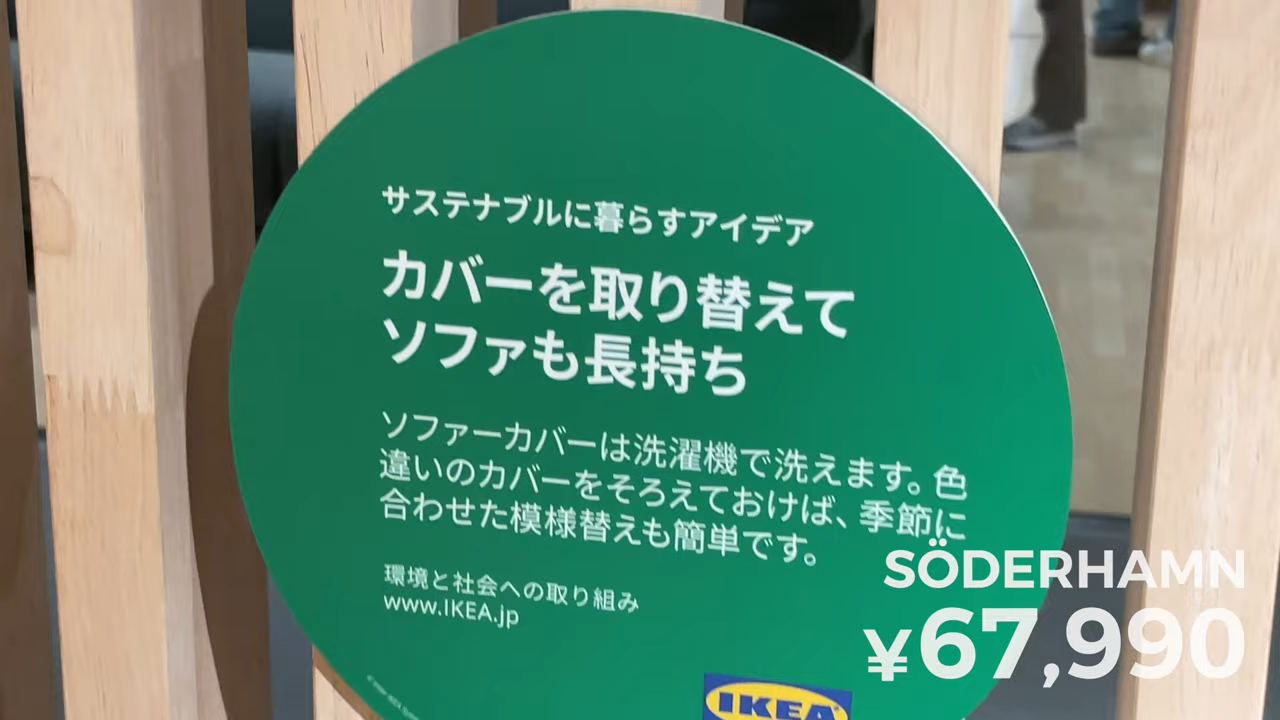 サステナブルに暮らすアイデア
カバーを取り替えて
ソファも長持ち
ソファーカバーは洗濯機で洗えます。色
違いのカバーをそろえておけば、季節に
合わせた模様替えも簡単です。
環境と社会への取り組み
www.IKEA.jp
IKEA
SÖDERHAMN
¥67,990